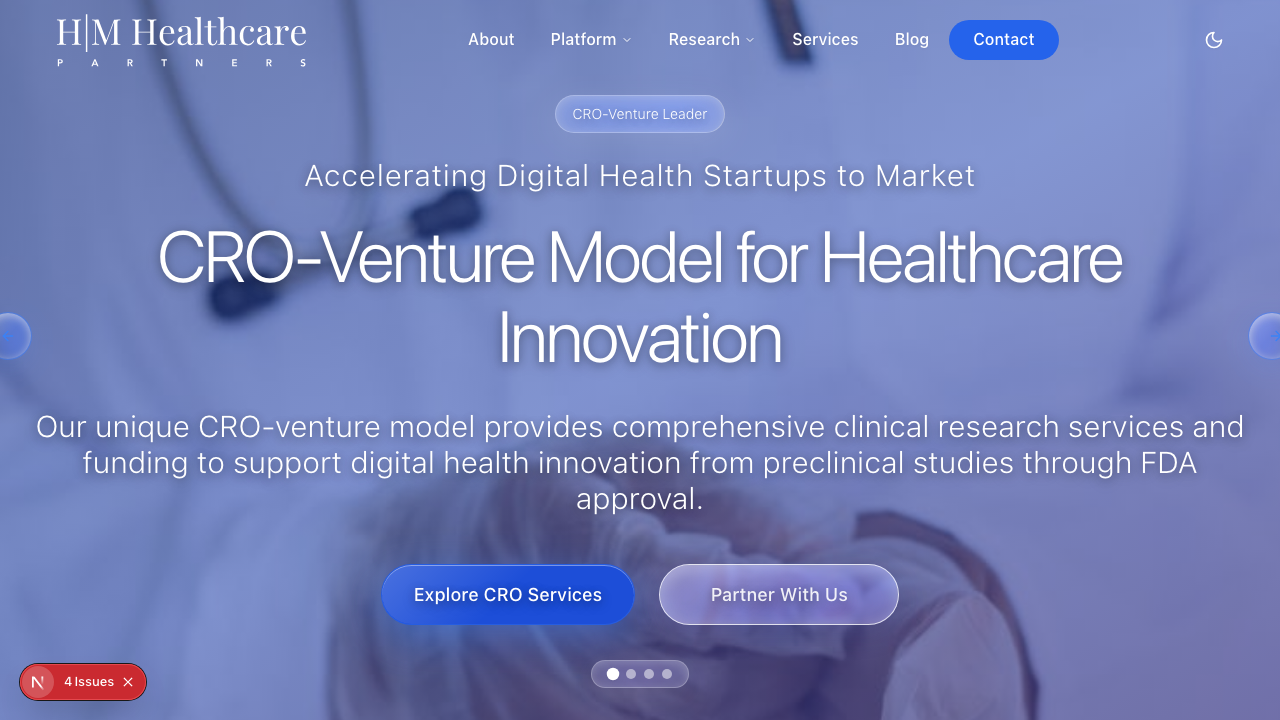 H|M Healthcare
PARTNERS
About
Platform
Research
Services
Blog
Contact
CRO-Venture Leader
Accelerating Digital Health Startups to Market
CRO-Venture Model for Healthcare
Innovation
Our unique CRO-venture model provides comprehensive clinical research services and
funding to support digital health innovation from preclinical studies through FDA
approval.
Explore CRO Services
Partner With Us
N
4 Issues